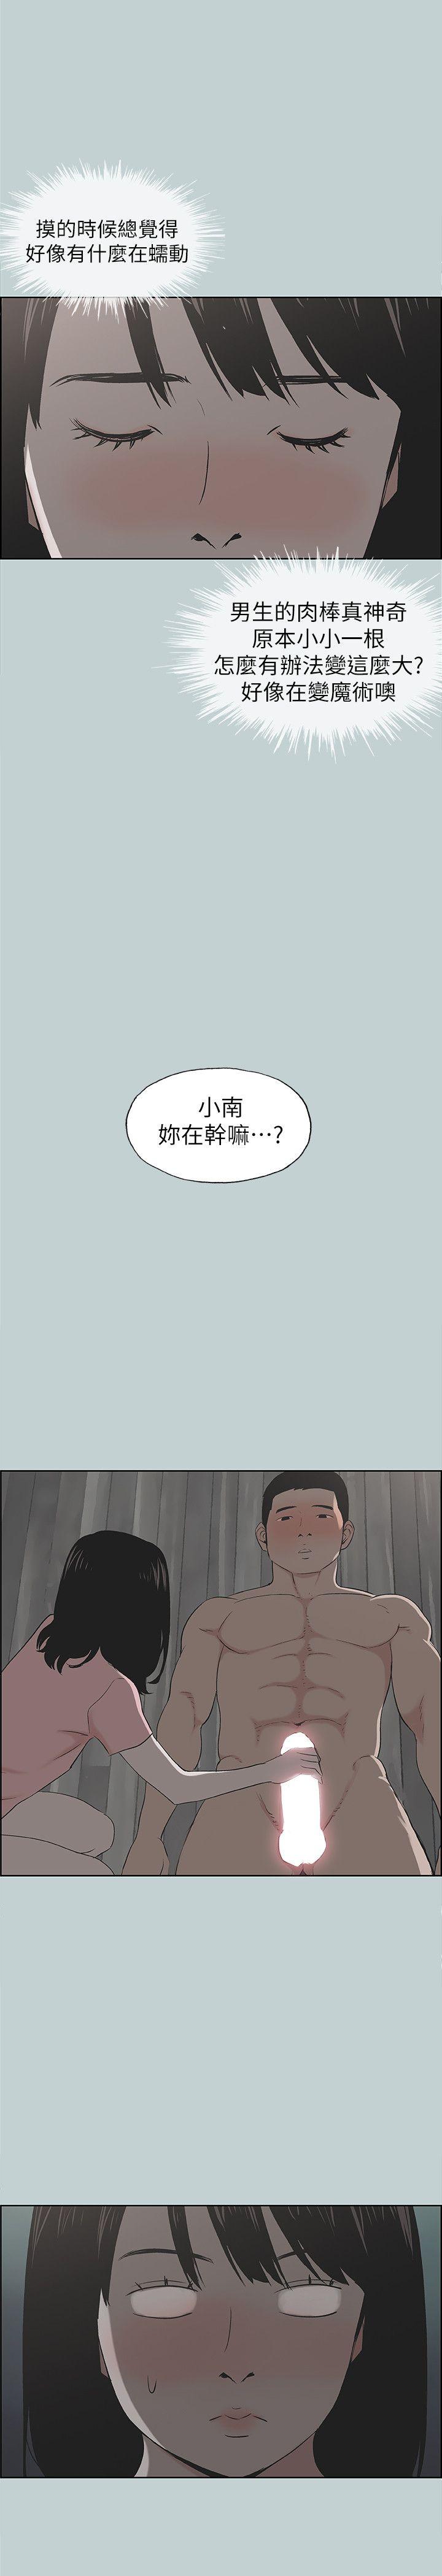 摸的時候總覺得
好像有什麼在蠕動
男生的肉棒真神奇
原本小小一根
怎麼有辦法變這麼大?
好像在變魔術噢
小南
妳在幹嘛⋯?